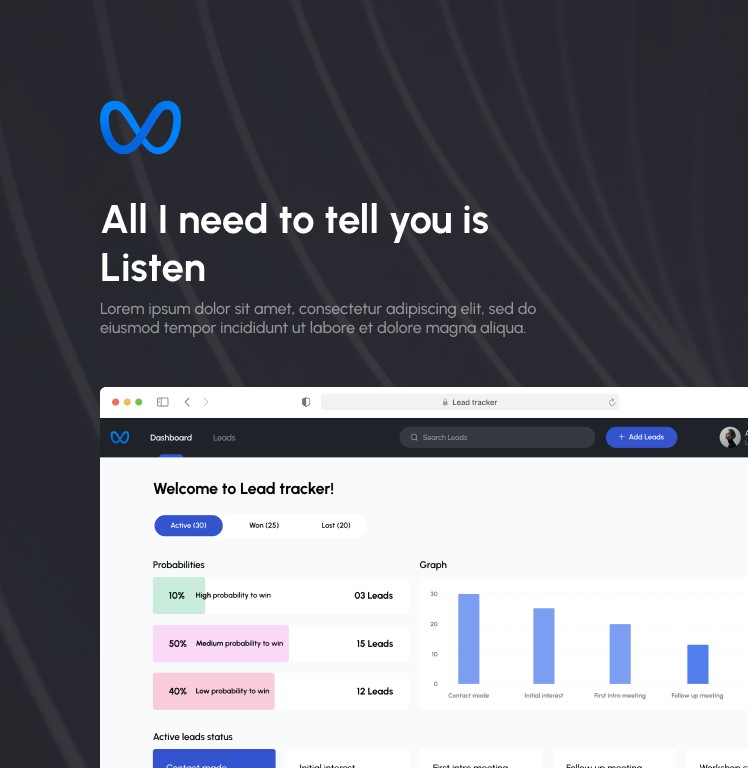 All I need to tell you is
Listen
Lorem ipsum dolor sit amet, consectetur adipiscing elit, sed do
eiusmod tempor incididunt ut labore et dolore magna aliqua.
Lead tracker
Dashboard Leads Search Leads + Add Leads
Welcome to Lead tracker!
Active (30) Won (25) Lost (20)
Probabilities Graph
10% High probability to win 03 Leads
50% Medium probability to win 15 Leads
40% Low probability to win 12 Leads
30
20
10
0
Contact made Initial interest First intro meeting Follow up meeting
Active leads status
Contact made Initial interest First intro meeting Follow up meeting Workshop